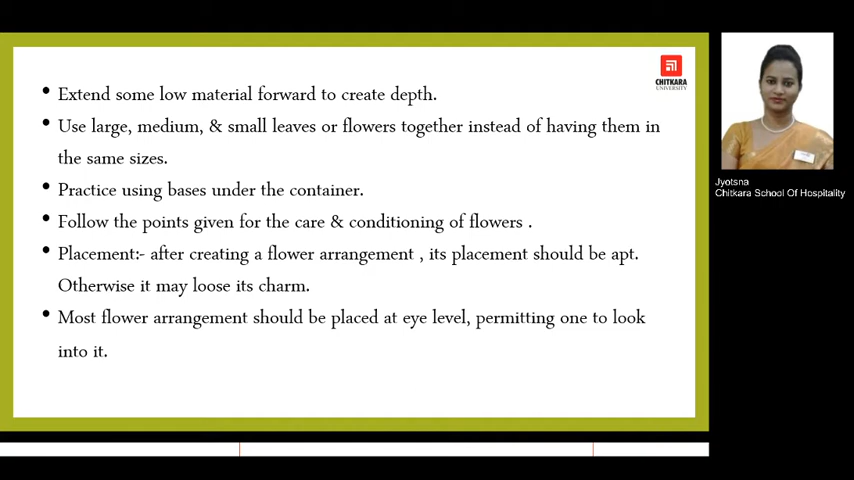 • Extend some low material forward to create depth.
• Use large, medium, & small leaves or flowers together instead of having them in
the same sizes.
• Practice using bases under the container.
• Follow the points given for the care & conditioning of flowers .
• Placement:- after creating a flower arrangement , its placement should be apt.
Otherwise it may loose its charm.
• Most flower arrangement should be placed at eye level, permitting one to look
into it.
CHITKARA
UNIVERSITY
Jyotsna
Chitkara School Of Hospitality